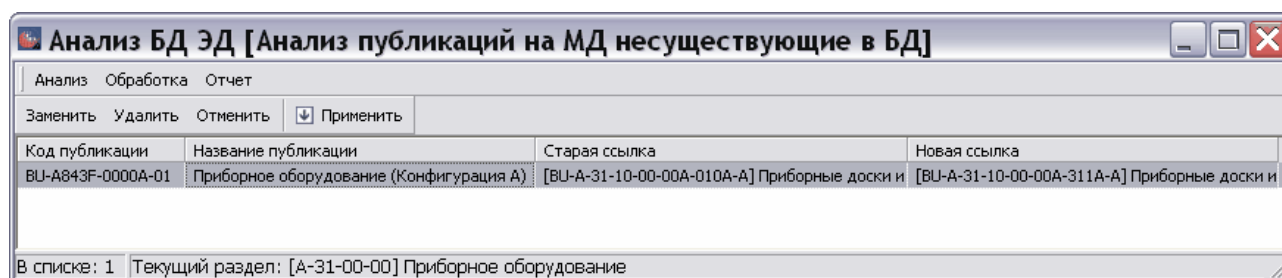 Анализ БД ЭД [Анализ публикаций на МД несуществующие в БД]
Анализ Обработка Отчет
Заменить Удалить Отменить Применить
Код публикации Название публикации Старая ссылка Новая ссылка
BU-A843F-0000A-01 Приборное оборудование (Конфигурация А) [BU-A-31-10-00-00A-010A-A] Приборные доски и [BU-A-31-10-00-00A-311A-A] Приборные доски и
В списке: 1 Текущий раздел: [A-31-00-00] Приборное оборудование